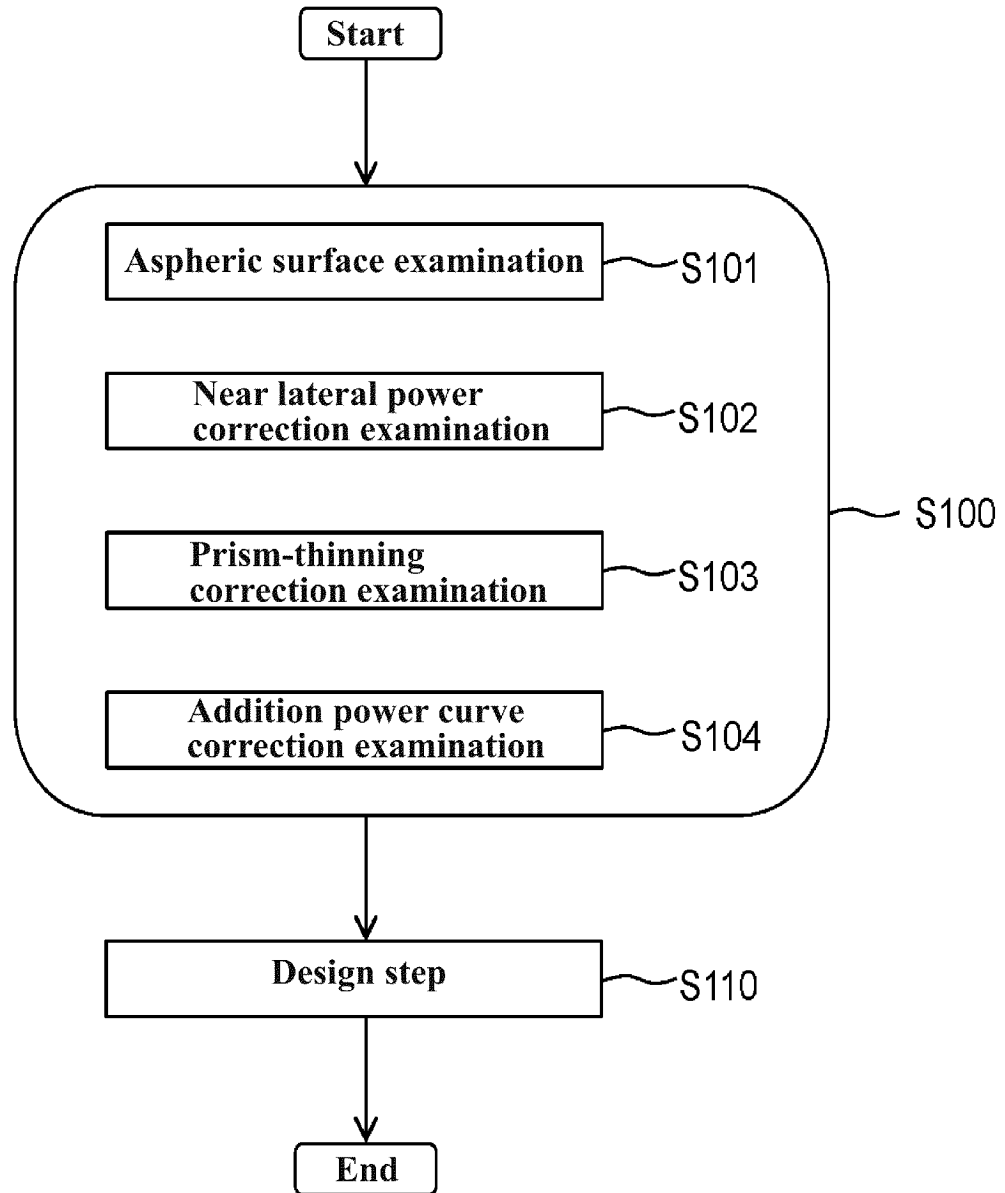 Start
Aspheric surface examination
S101
Near lateral power
correction examination
S102
S100
Prism-thinning
correction examination
S103
Addition power curve
correction examination
S104
Design step
S110
End